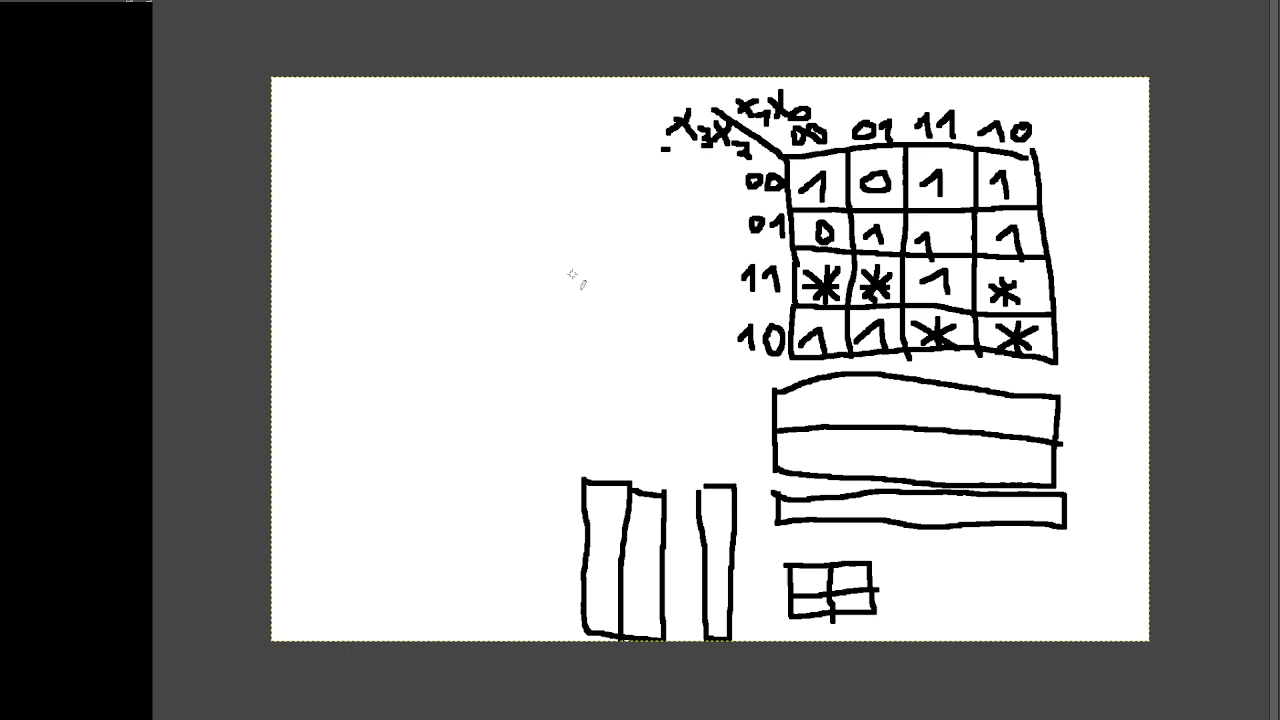 x1x0
x3x2
00 01 11 10
00 1 0 1 1
01 0 1 1 1
11 * * 1 *
10 1 1 * *